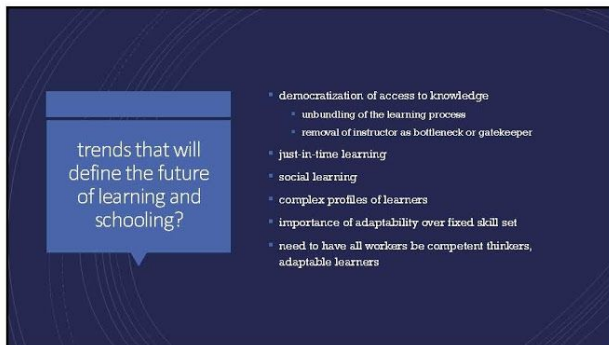 trends that will
define the future
of learning and
schooling?
democratization of access to knowledge
unbundling of the learning process
removal of instructor as bottleneck or gatekeeper
just-in-time learning
social learning
complex profiles of learners
importance of adaptability over fixed skill set
need to have all workers be competent thinkers,
adaptable learners